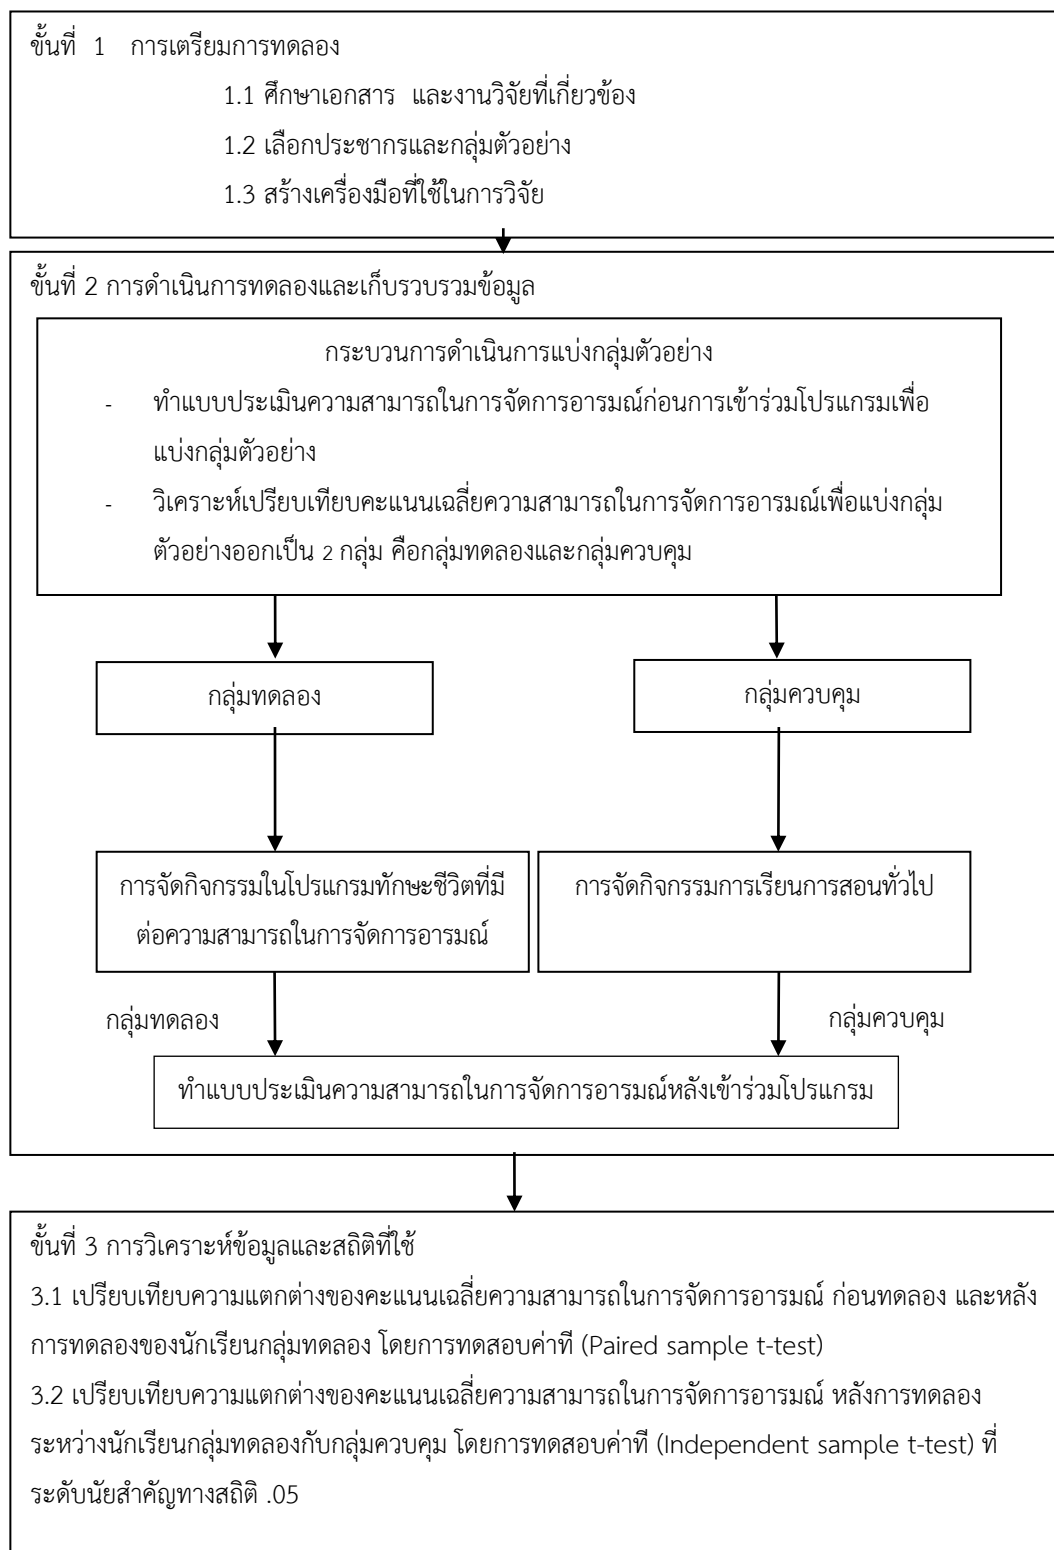 ขั้นที่ 1 การเตรียมการทดลอง
1.1 ศึกษาเอกสาร และงานวิจัยที่เกี่ยวข้อง
1.2 เลือกประชากรและกลุ่มตัวอย่าง
1.3 สร้างเครื่องมือที่ใช้ในการวิจัย
ขั้นที่ 2 การดำเนินการทดลองและเก็บรวบรวมข้อมูล
กระบวนการดำเนินการแบ่งกลุ่มตัวอย่าง
- ทำแบบประเมินความสามารถในการจัดการอารมณ์ก่อนการเข้าร่วมโปรแกรมเพื่อ
แบ่งกลุ่มตัวอย่าง
- วิเคราะห์เปรียบเทียบคะแนนเฉลี่ยความสามารถในการจัดการอารมณ์เพื่อแบ่งกลุ่ม
ตัวอย่างออกเป็น 2 กลุ่ม คือกลุ่มทดลองและกลุ่มควบคุม
กลุ่มทดลอง
กลุ่มควบคุม
การจัดกิจกรรมในโปรแกรมทักษะชีวิตที่มี
ต่อความสามารถในการจัดการอารมณ์
การจัดกิจกรรมการเรียนการสอนทั่วไป
กลุ่มทดลอง
กลุ่มควบคุม
ทำแบบประเมินความสามารถในการจัดการอารมณ์หลังเข้าร่วมโปรแกรม
ขั้นที่ 3 การวิเคราะห์ข้อมูลและสถิติที่ใช้
3.1 เปรียบเทียบความแตกต่างของคะแนนเฉลี่ยความสามารถในการจัดการอารมณ์ ก่อนทดลอง และหลัง
การทดลองของนักเรียนกลุ่มทดลอง โดยการทดสอบค่าที (Paired sample t-test)
3.2 เปรียบเทียบความแตกต่างของคะแนนเฉลี่ยความสามารถในการจัดการอารมณ์ หลังการทดลอง
ระหว่างนักเรียนกลุ่มทดลองกับกลุ่มควบคุม โดยการทดสอบค่าที (Independent sample t-test) ที่
ระดับนัยสำคัญทางสถิติ .05